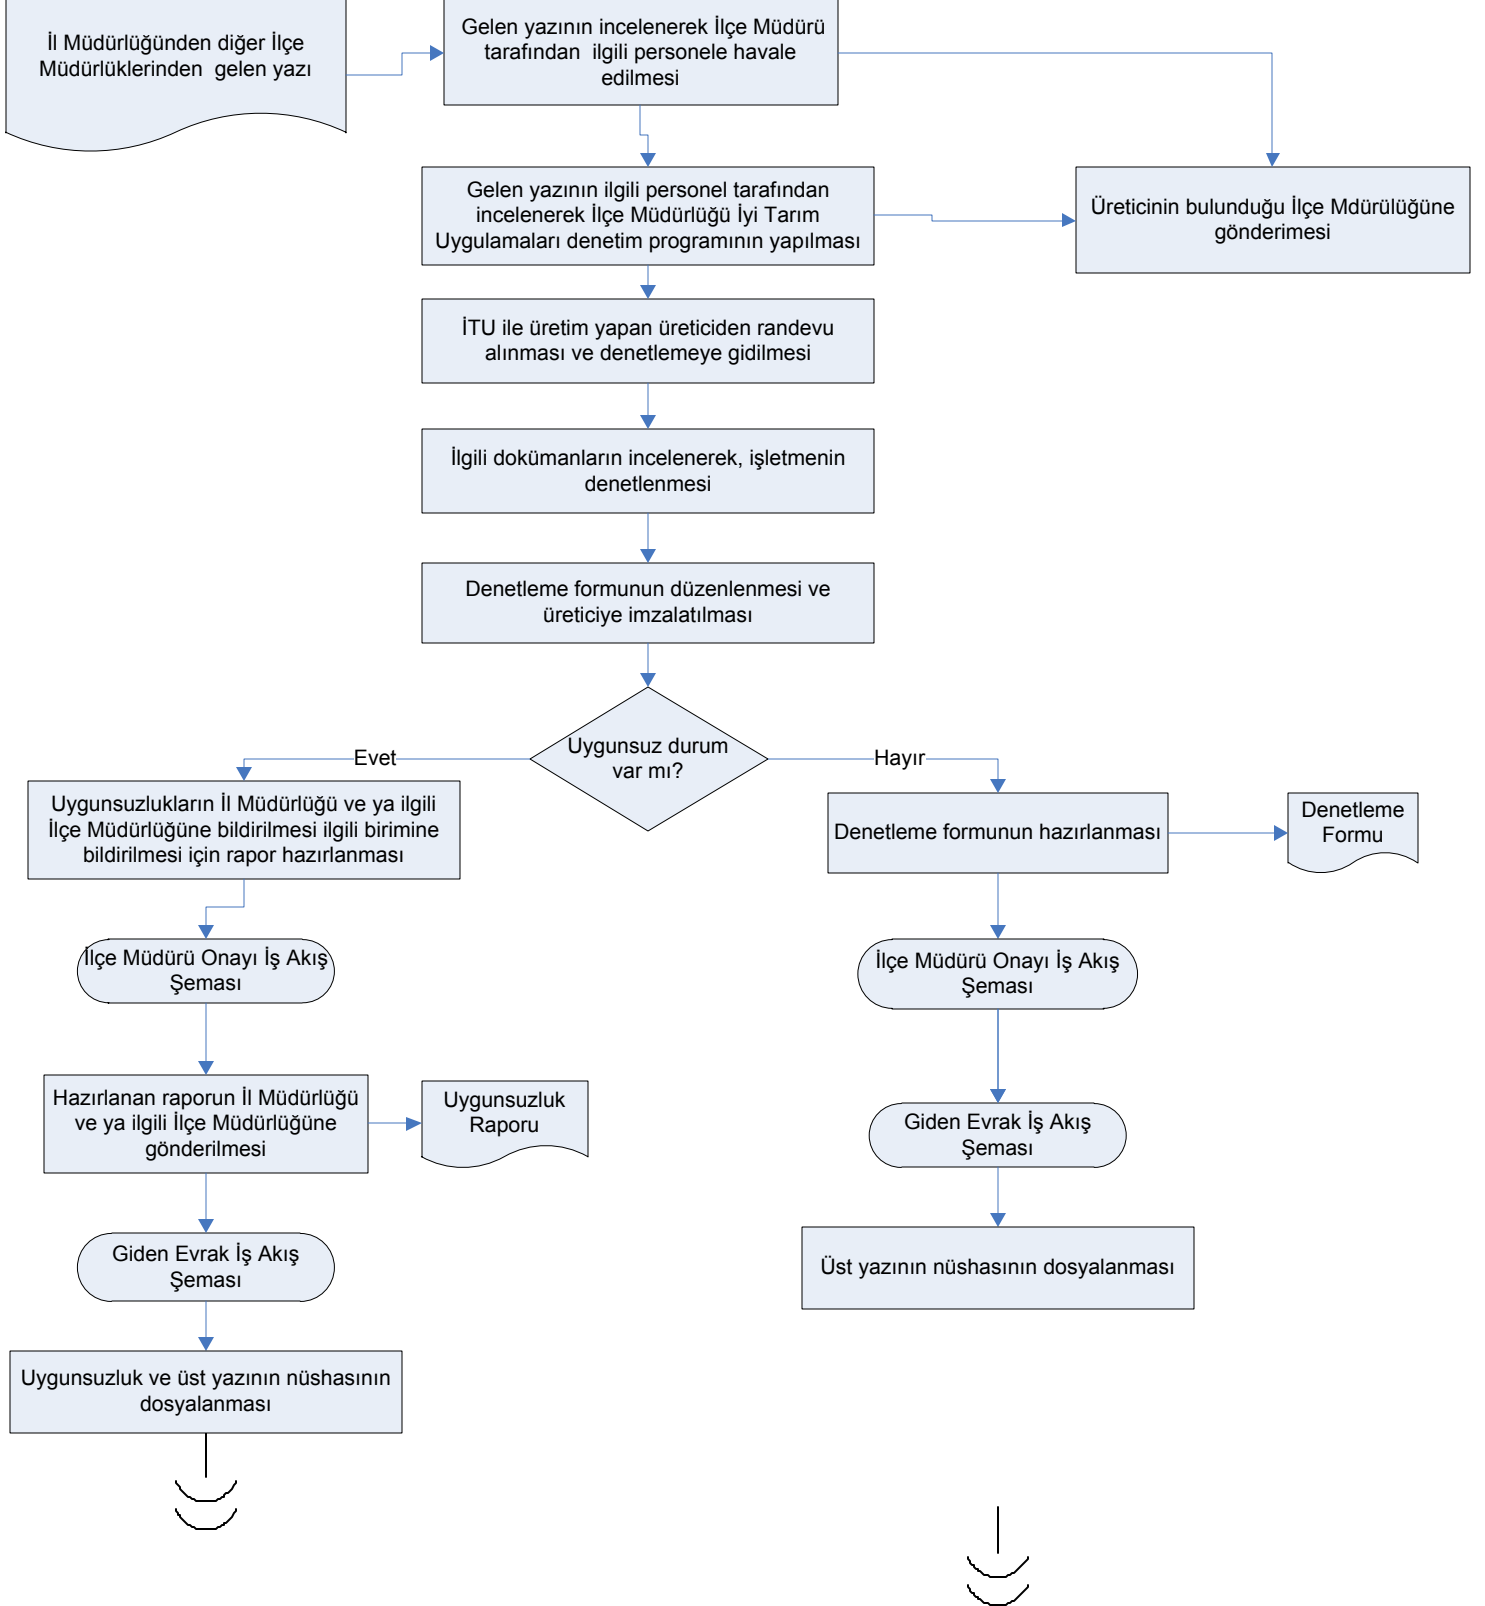 İl Müdürlüğünden diğer İlçe
Müdürlüklerinden gelen yazı
Gelen yazının incelenerek İlçe Müdürü
tarafından ilgili personele havale
edilmesi
Gelen yazının ilgili personel tarafından
incelenerek İlçe Müdürlüğü İyi Tarım
Uygulamaları denetim programının yapılması
Üreticinin bulunduğu İlçe Mdürülüğüne
gönderimesi
İTU ile üretim yapan üreticiden randevu
alınması ve denetlemeye gidilmesi
İlgili dokümanların incelenerek, işletmenin
denetlenmesi
Denetleme formunun düzenlenmesi ve
üreticiye imzalatılması
Uygunsuz durum
var mı?
Evet
Hayır
Uygunsuzlukların İl Müdürlüğü ve ya ilgili
İlçe Müdürlüğüne bildirilmesi ilgili birimine
bildirilmesi için rapor hazırlanması
Denetleme formunun hazırlanması
Denetleme
Formu
İlçe Müdürü Onayı İş Akış
Şeması
İlçe Müdürü Onayı İş Akış
Şeması
Hazırlanan raporun İl Müdürlüğü
ve ya ilgili İlçe Müdürlüğüne
gönderilmesi
Uygunsuzluk
Raporu
Giden Evrak İş Akış
Şeması
Giden Evrak İş Akış
Şeması
Üst yazının nüshasının dosyalanması
Uygunsuzluk ve üst yazının nüshasının
dosyalanması